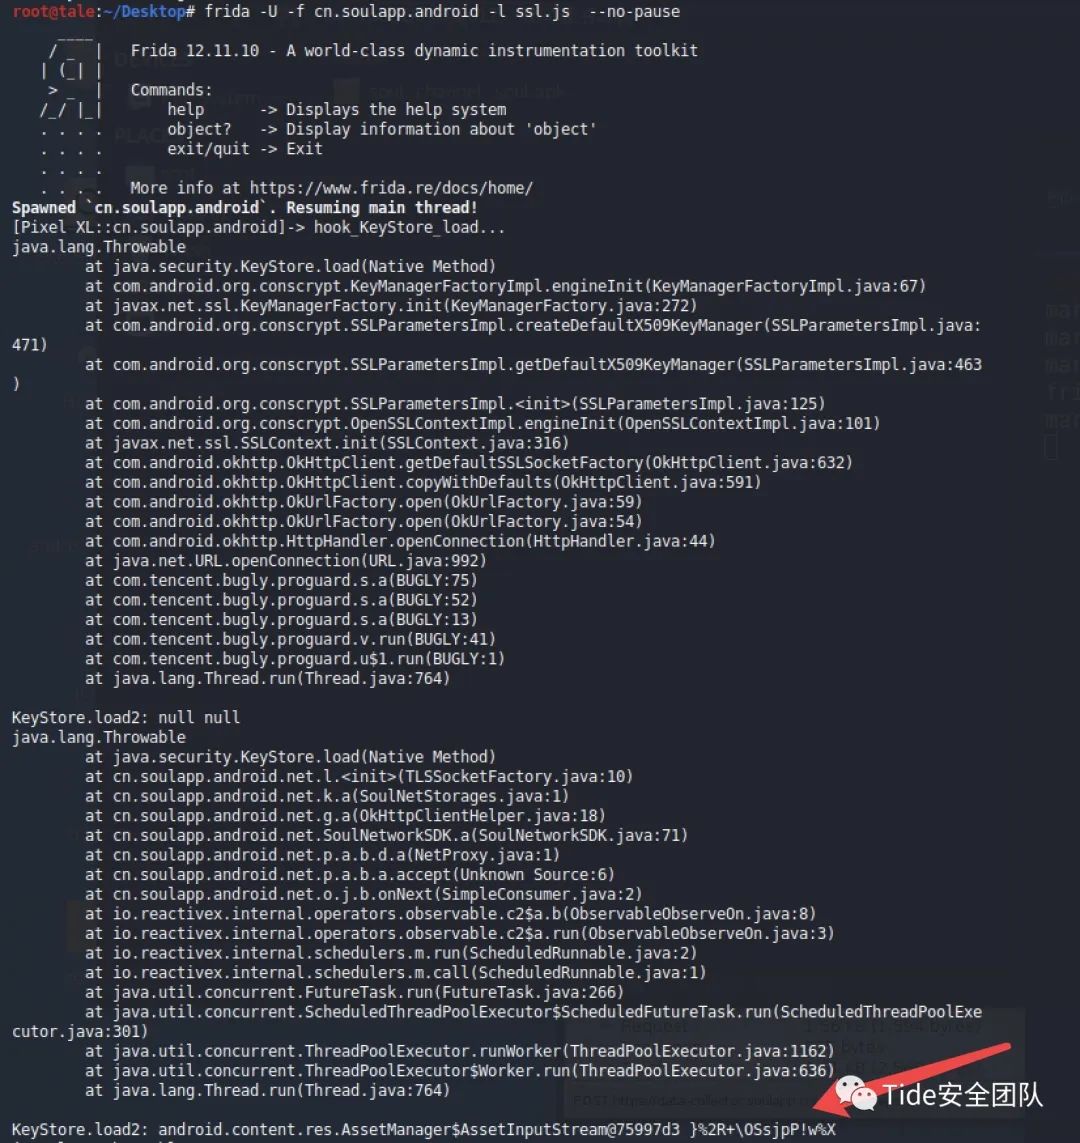 root@tale:~/Desktop# frida -U -f cn.soulapp.android -l ssl.js  --no-pause
     ____
    / _  |   Frida 12.11.10 - A world-class dynamic instrumentation toolkit
   | (_| |
    > _  |   Commands:
   /_/ |_|       help      -> Displays the help system
   . . . .       object?   -> Display information about 'object'
   . . . .       exit/quit -> Exit
   . . . .
   . . . .   More info at https://www.frida.re/docs/home/
Spawned `cn.soulapp.android`. Resuming main thread!
[Pixel XL::cn.soulapp.android]-> hook_KeyStore_load...
java.lang.Throwable
        at java.security.KeyStore.load(Native Method)
        at com.android.org.conscrypt.KeyManagerFactoryImpl.engineInit(KeyManagerFactoryImpl.java:67)
        at javax.net.ssl.KeyManagerFactory.init(KeyManagerFactory.java:272)
        at com.android.org.conscrypt.SSLParametersImpl.createDefaultX509KeyManager(SSLParametersImpl.java:
471)
        at com.android.org.conscrypt.SSLParametersImpl.getDefaultX509KeyManager(SSLParametersImpl.java:463
)
        at com.android.org.conscrypt.SSLParametersImpl.<init>(SSLParametersImpl.java:125)
        at com.android.org.conscrypt.OpenSSLContextImpl.engineInit(OpenSSLContextImpl.java:101)
        at javax.net.ssl.SSLContext.init(SSLContext.java:316)
        at com.android.okhttp.OkHttpClient.getDefaultSSLSocketFactory(OkHttpClient.java:632)
        at com.android.okhttp.OkHttpClient.copyWithDefaults(OkHttpClient.java:591)
        at com.android.okhttp.OkUrlFactory.open(OkUrlFactory.java:59)
        at com.android.okhttp.OkUrlFactory.open(OkUrlFactory.java:54)
        at com.android.okhttp.HttpHandler.openConnection(HttpHandler.java:44)
        at java.net.URL.openConnection(URL.java:992)
        at com.tencent.bugly.proguard.s.a(BUGLY:75)
        at com.tencent.bugly.proguard.s.a(BUGLY:52)
        at com.tencent.bugly.proguard.s.a(BUGLY:13)
        at com.tencent.bugly.proguard.v.run(BUGLY:41)
        at com.tencent.bugly.proguard.u$1.run(BUGLY:1)
        at java.lang.Thread.run(Thread.java:764)
KeyStore.load2: null null
java.lang.Throwable
        at java.security.KeyStore.load(Native Method)
        at cn.soulapp.android.net.l.<init>(TLSSocketFactory.java:10)
        at cn.soulapp.android.net.k.a(SoulNetStorages.java:1)
        at cn.soulapp.android.net.g.a(OkHttpClientHelper.java:18)
        at cn.soulapp.android.net.SoulNetworkSDK.a(SoulNetworkSDK.java:71)
        at cn.soulapp.android.net.p.a.b.d.a(NetProxy.java:1)
        at cn.soulapp.android.net.p.a.b.a.accept(Unknown Source:6)
        at cn.soulapp.android.net.o.j.b.onNext(SimpleConsumer.java:2)
        at io.reactivex.internal.operators.observable.c2$a.b(ObservableObserveOn.java:8)
        at io.reactivex.internal.operators.observable.c2$a.run(ObservableObserveOn.java:3)
        at io.reactivex.internal.schedulers.m.run(ScheduledRunnable.java:2)
        at io.reactivex.internal.schedulers.m.call(ScheduledRunnable.java:1)
        at java.util.concurrent.FutureTask.run(FutureTask.java:266)
        at java.util.concurrent.ScheduledThreadPoolExecutor$ScheduledFutureTask.run(ScheduledThreadPoolExe
cutor.java:301)
        at java.util.concurrent.ThreadPoolExecutor.runWorker(ThreadPoolExecutor.java:1162)
        at java.util.concurrent.ThreadPoolExecutor$Worker.run(ThreadPoolExecutor.java:636)
        at java.lang.Thread.run(Thread.java:764)
Tide安全团队
KeyStore.load2: android.content.res.AssetManager$AssetInputStream@75997d3 }%2R+\OSsjpP!w%X